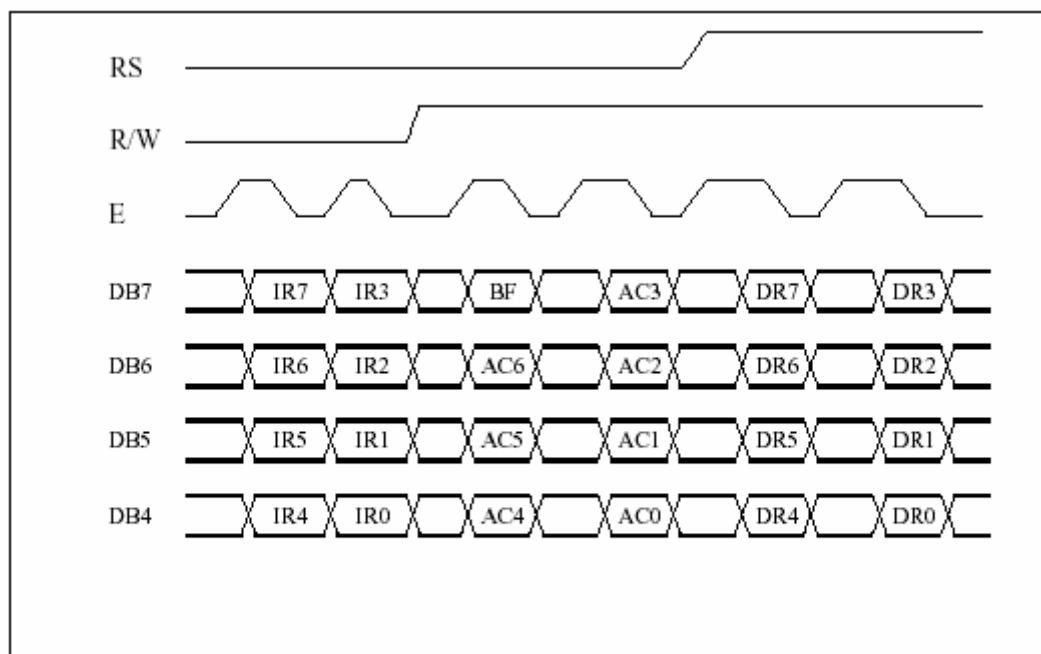 RS
R/W
E
DB7 IR7 IR3 BF AC3 DR7 DR3
DB6 IR6 IR2 AC6 AC2 DR6 DR2
DB5 IR5 IR1 AC5 AC1 DR5 DR1
DB4 IR4 IR0 AC4 AC0 DR4 DR0